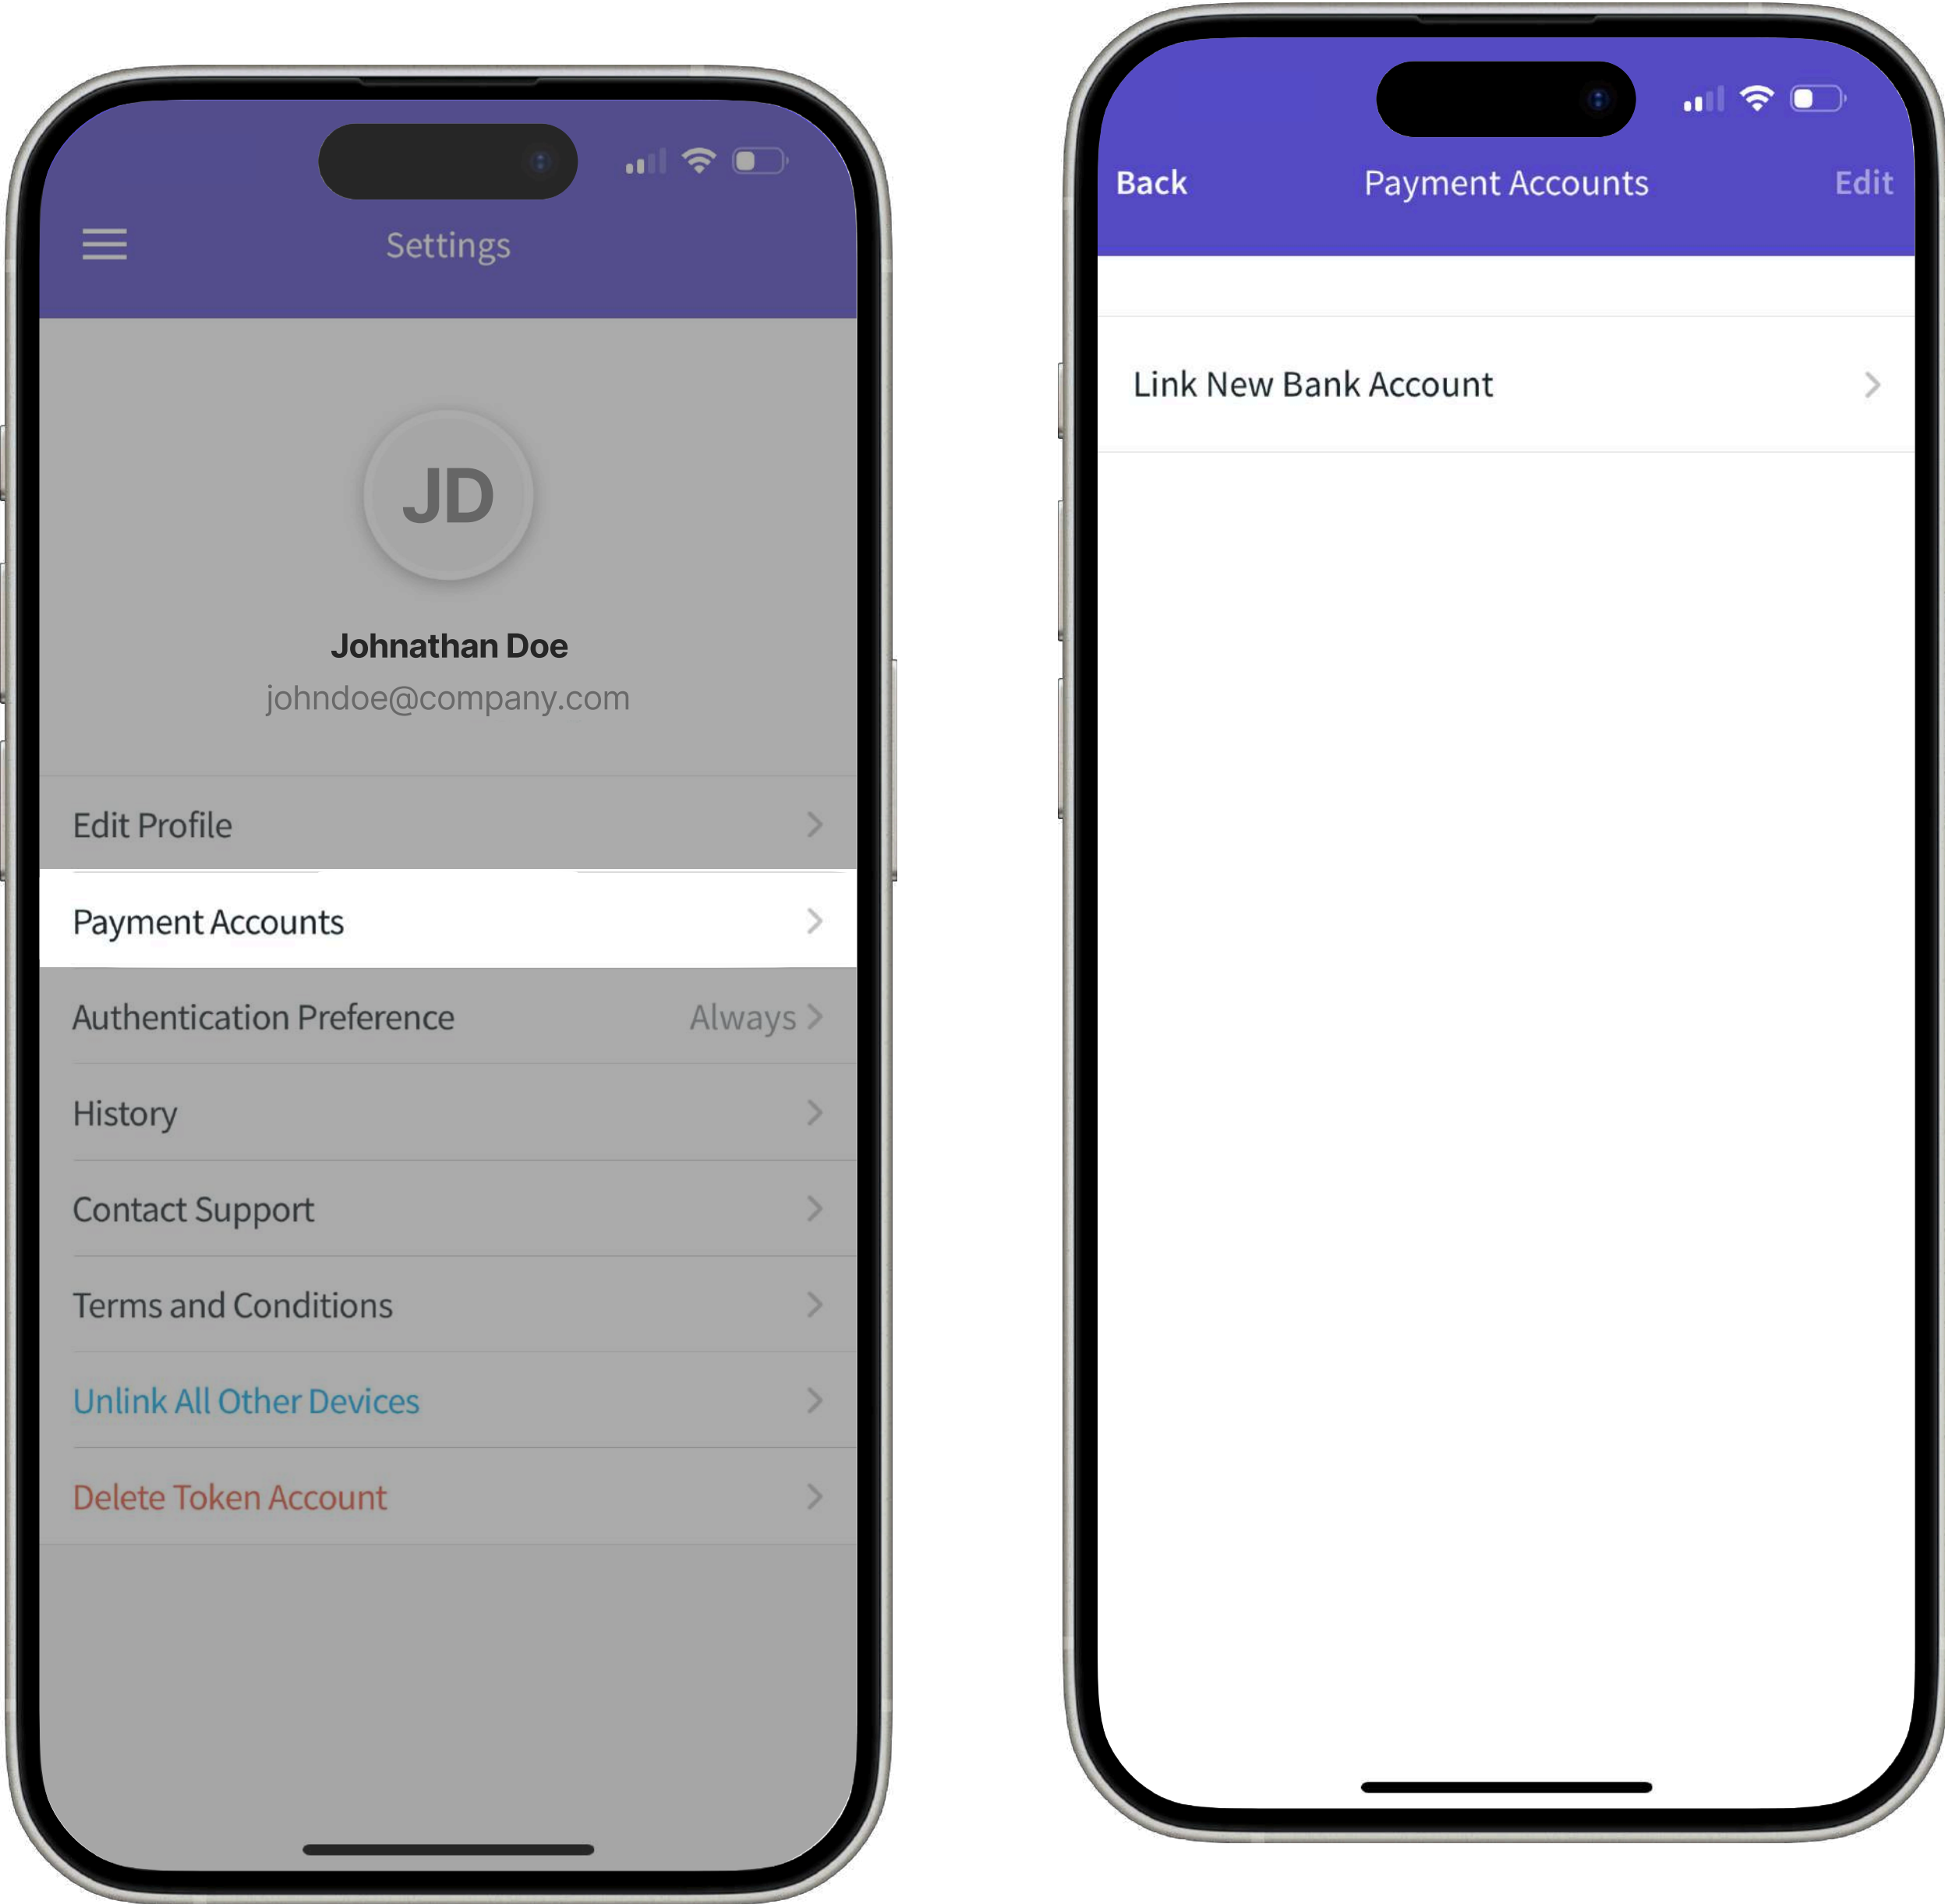 Settings
JD
Johnathan Doe
johndoe@company.com
Edit Profile
Payment Accounts
Authentication Preference Always
History
Contact Support
Terms and Conditions
Unlink All Other Devices
Delete Token Account
Back Payment Accounts Edit
Link New Bank Account